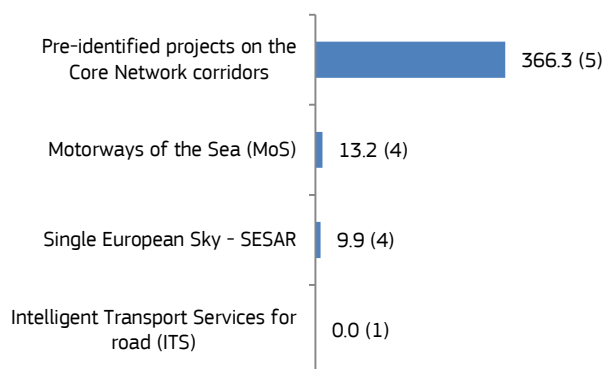 Pre-identified projects on the
Core Network corridors
366.3 (5)
Motorways of the Sea (MoS)
13.2 (4)
Single European Sky - SESAR
9.9 (4)
Intelligent Transport Services for
road (ITS)
0.0 (1)